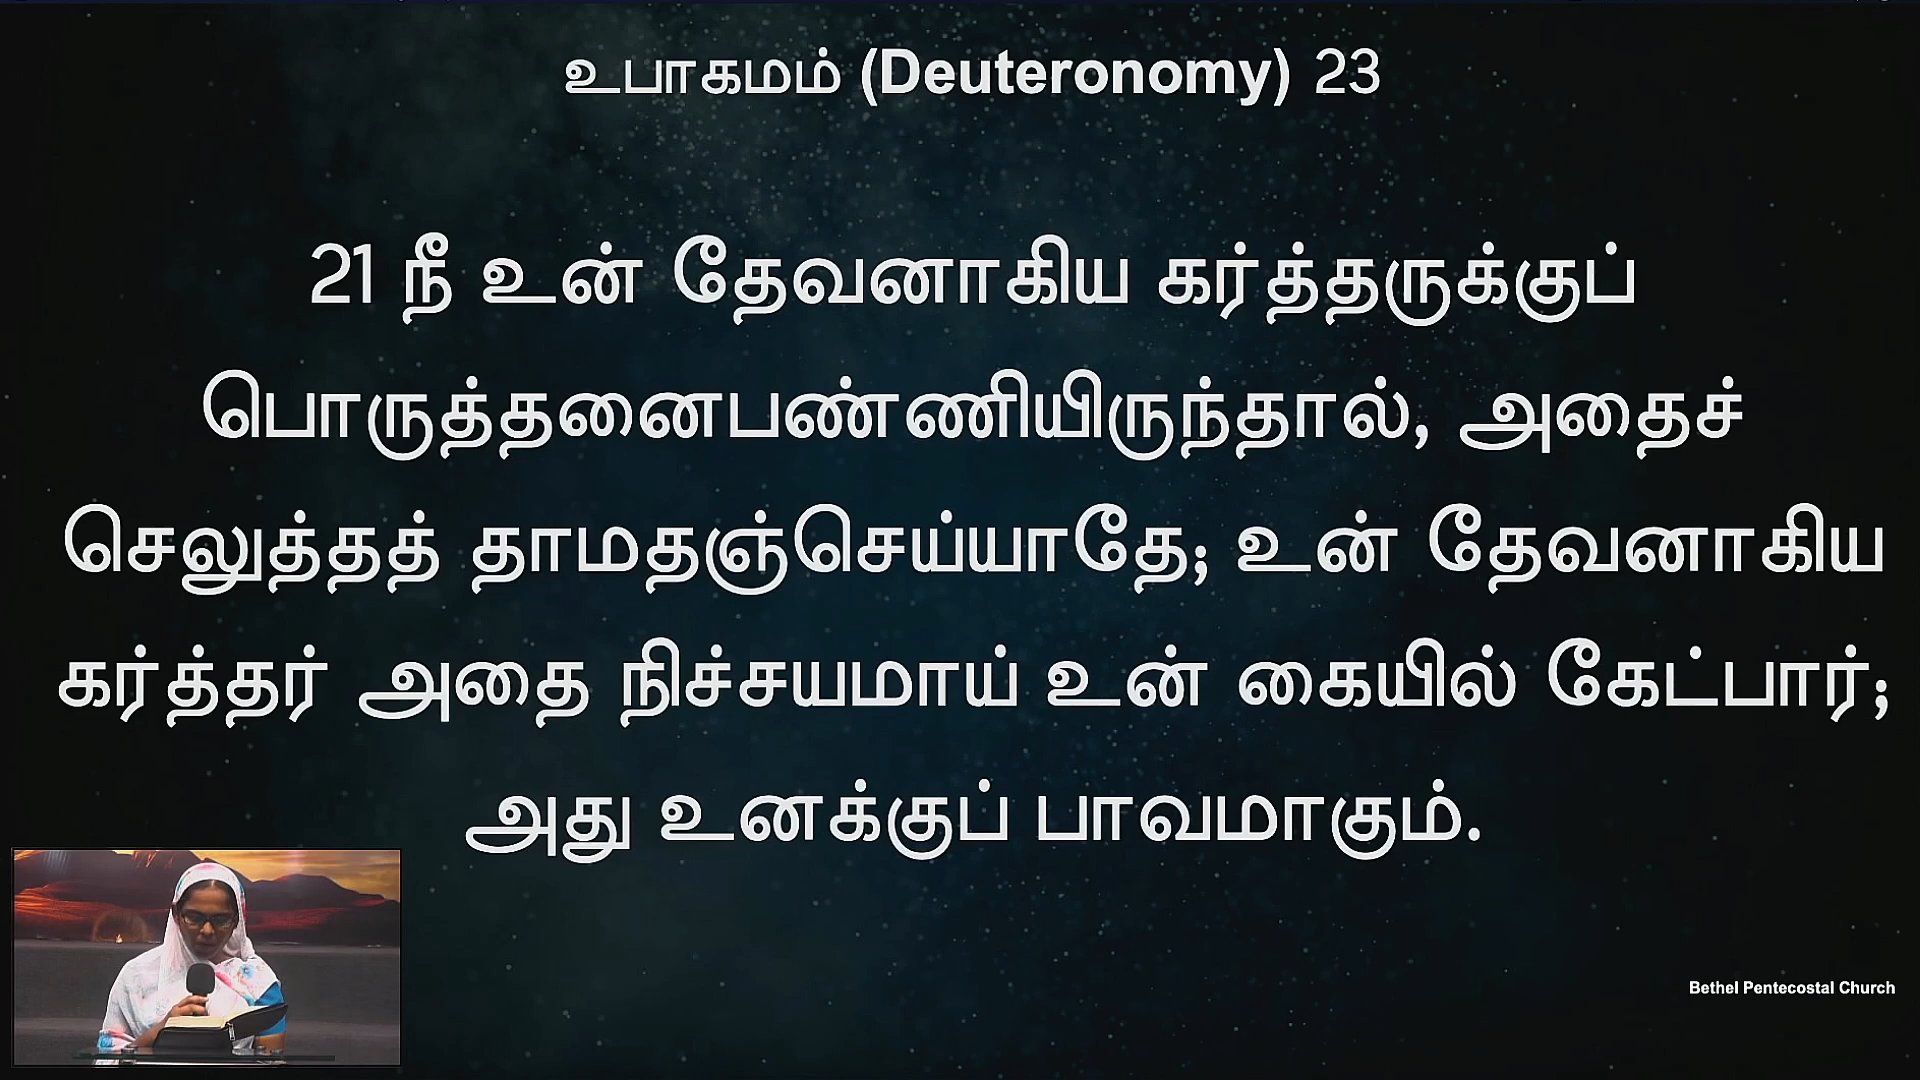 உபாகமம் (Deuteronomy) 23
21 நீ உன் தேவனாகிய கர்த்தருக்குப்
பொருத்தனைபண்ணியிருந்தால், அதைச்
செலுத்தத் தாமதஞ்செய்யாதே; உன் தேவனாகிய
கர்த்தர் அதை நிச்சயமாய் உன் கையில் கேட்பார்;
அது உனக்குப் பாவமாகும்.
Bethel Pentecostal Church